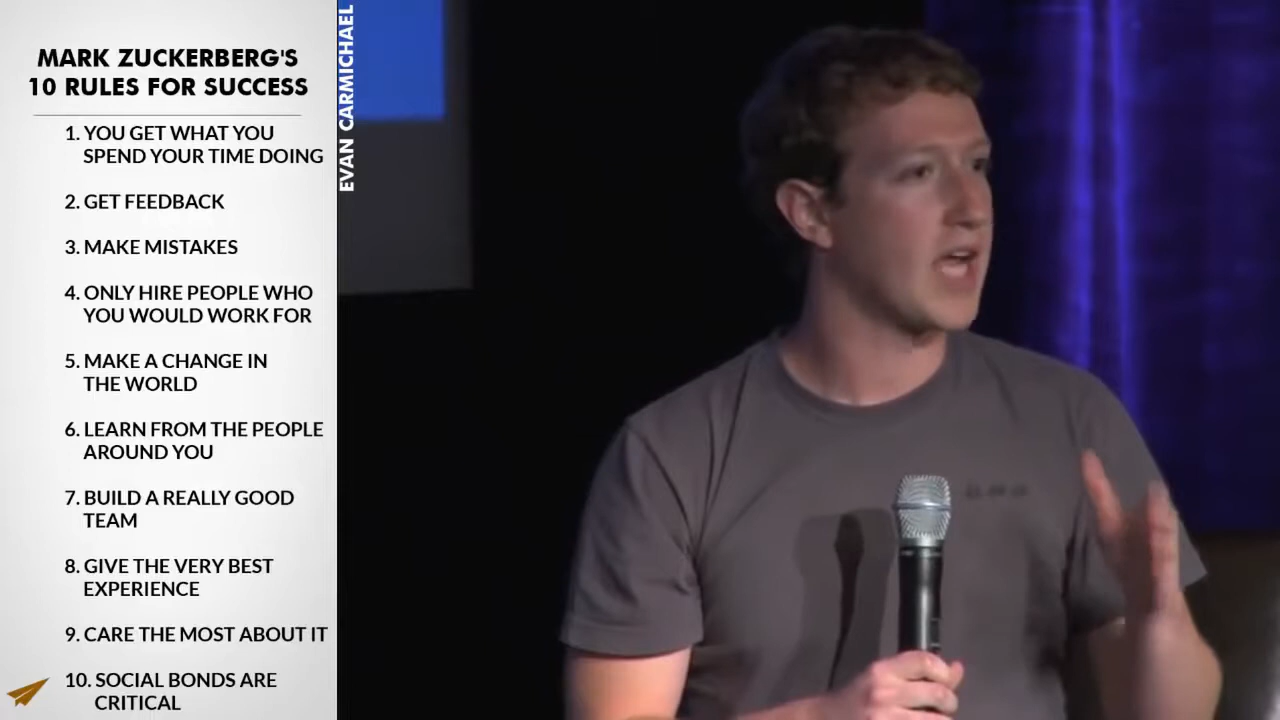 MARK ZUCKERBERG'S
10 RULES FOR SUCCESS
1. YOU GET WHAT YOU
SPEND YOUR TIME DOING
2. GET FEEDBACK
3. MAKE MISTAKES
4. ONLY HIRE PEOPLE WHO
YOU WOULD WORK FOR
5. MAKE A CHANGE IN
THE WORLD
6. LEARN FROM THE PEOPLE
AROUND YOU
7. BUILD A REALLY GOOD
TEAM
8. GIVE THE VERY BEST
EXPERIENCE
9. CARE THE MOST ABOUT IT
10. SOCIAL BONDS ARE
CRITICAL
EVAN CARMICHAEL